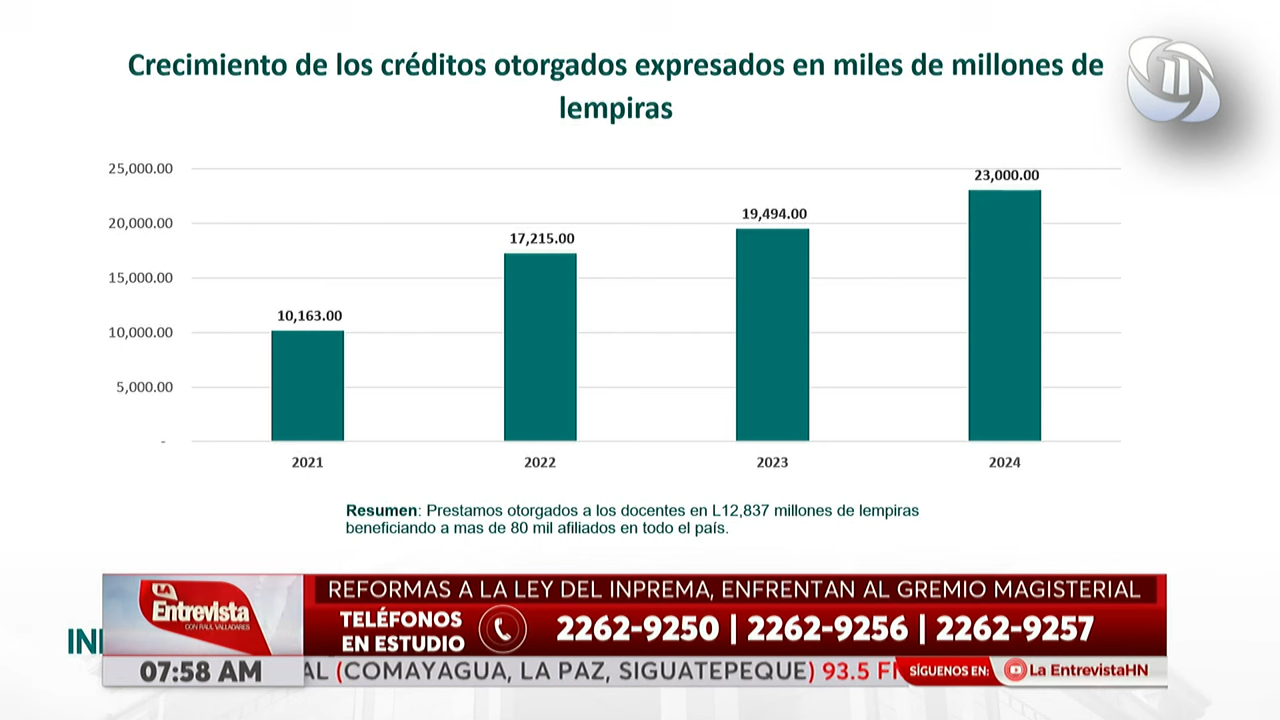 Crecimiento de los créditos otorgados expresados en miles de millones de
lempiras
11
25,000.00
20,000.00
15,000.00
10,000.00
5,000.00
-
10,163.00
17,215.00
19,494.00
23,000.00
2021
2022
2023
2024
Resumen: Prestamos otorgados a los docentes en L12,837 millones de lempiras
beneficiando a mas de 80 mil afiliados en todo el país.
LA
Entrevista
CON RAÚL VALLADARES
REFORMAS A LA LEY DEL INPREMA, ENFRENTAN AL GREMIO MAGISTERIAL
TELÉFONOS
EN ESTUDIO
2262-9250 | 2262-9256 | 2262-9257
07:58 AM
AL (COMAYAGUA, LA PAZ, SIGUATEPEQUE) 93.5 F
SÍGUENOS EN:
La EntrevistaHN